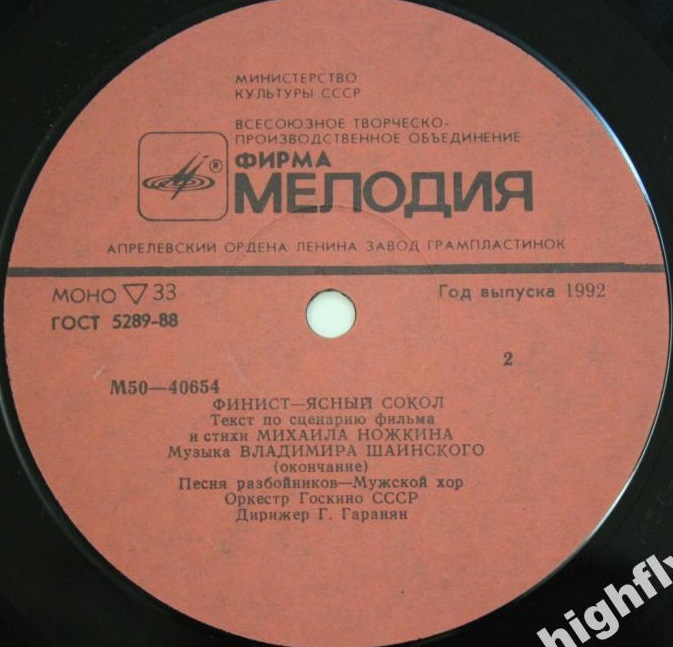 МИНИСТЕРСТВО
КУЛЬТУРЫ СССР
ВСЕСОЮЗНОЕ ТВОРЧЕСКО-
ПРОИЗВОДСТВЕННОЕ ОБЪЕДИНЕНИЕ
ФИРМА
®
МЕЛОДИЯ
АПРЕЛЕВСКИЙ ОРДЕНА ЛЕНИНА ЗАВОД ГРАМПЛАСТИНОК
МОНО ▽ 33
Год выпуска 1992
ГОСТ 5289-88
2
М50—40654
ФИНИСТ—ЯСНЫЙ СОКОЛ
Текст по сценарию фильма
и стихи МИХАИЛА НОЖКИНА
Музыка ВЛАДИМИРА ШАИНСКОГО
(окончание)
Песня разбойников—Мужской хор
Оркестр Госкино СССР
Дирижер Г. Гаранян
highfly